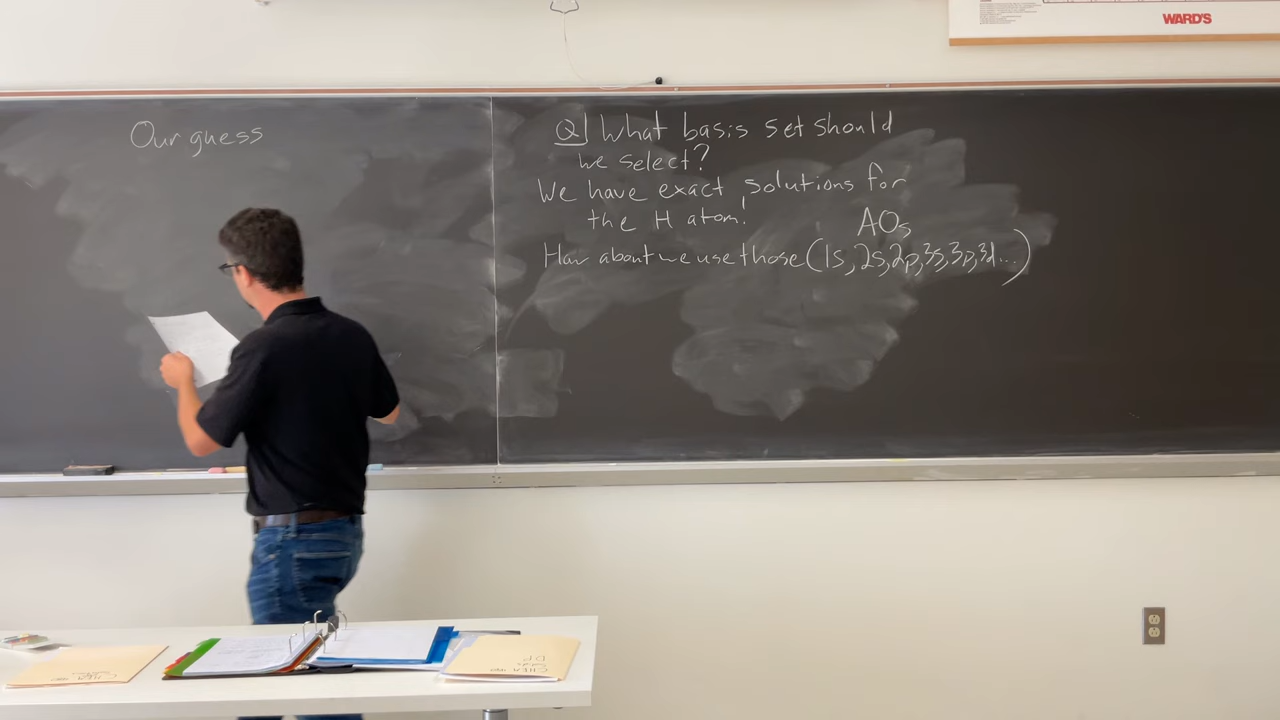 WARD'S
Our guess
Q What basis set should
we select?
We have exact solutions for
the H atom!
AOs
How about we use those (1s, 2s, 2p, 3s, 3p, 3d...)